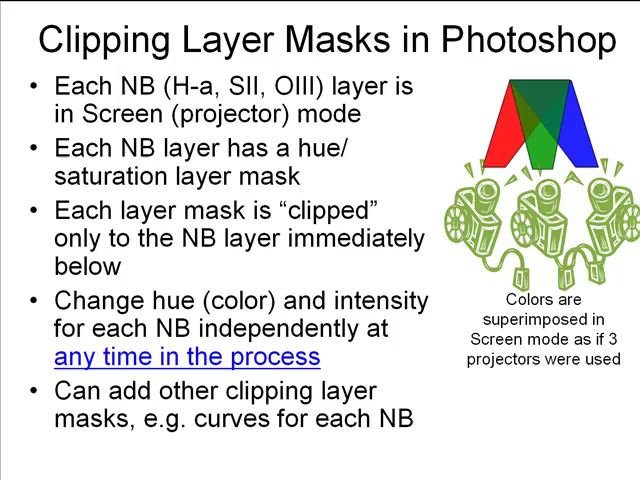 Clipping Layer Masks in Photoshop
• Each NB (H-a, SII, OIII) layer is
in Screen (projector) mode
• Each NB layer has a hue/
saturation layer mask
• Each layer mask is “clipped”
only to the NB layer immediately
below
• Change hue (color) and intensity
for each NB independently at
any time in the process
• Can add other clipping layer
masks, e.g. curves for each NB
Colors are
superimposed in
Screen mode as if 3
projectors were used